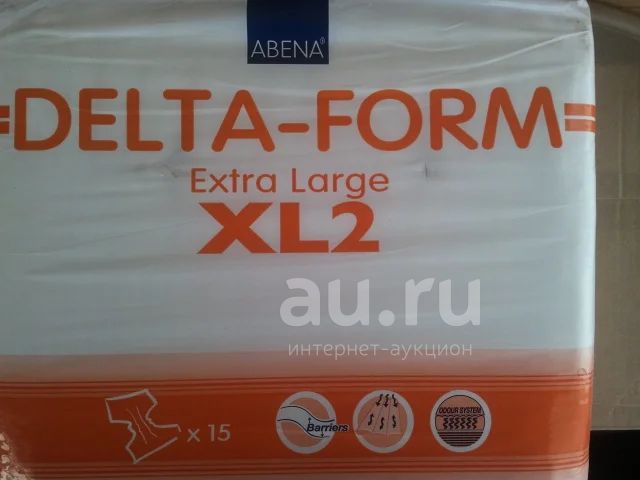 ABENA®
DELTA-FORM
Extra Large
XL2
au.ru
интернет-аукцион
x 15
Barriers
ODOUR SYSTEM